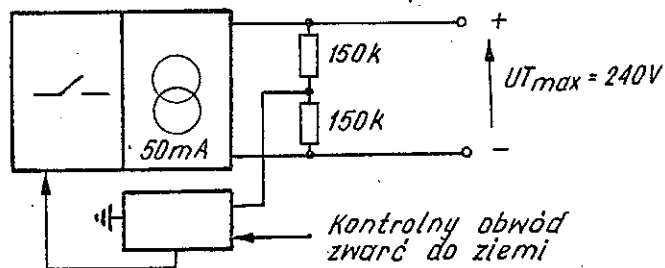 +
150k
UTmax = 240V
150k
50mA
−
Kontrolny obwód
zwarć do ziemi